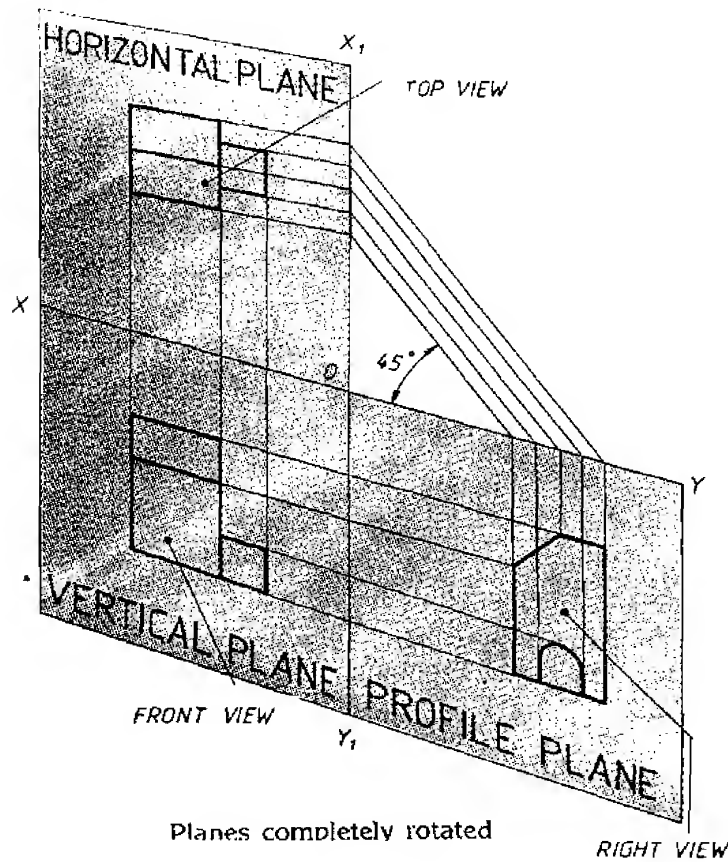 HORIZONTAL PLANE
X₁
TOP VIEW
X
O
45°
Y
VERTICAL PLANE
PROFILE PLANE
FRONT VIEW
Y₁
Planes completely rotated
RIGHT VIEW